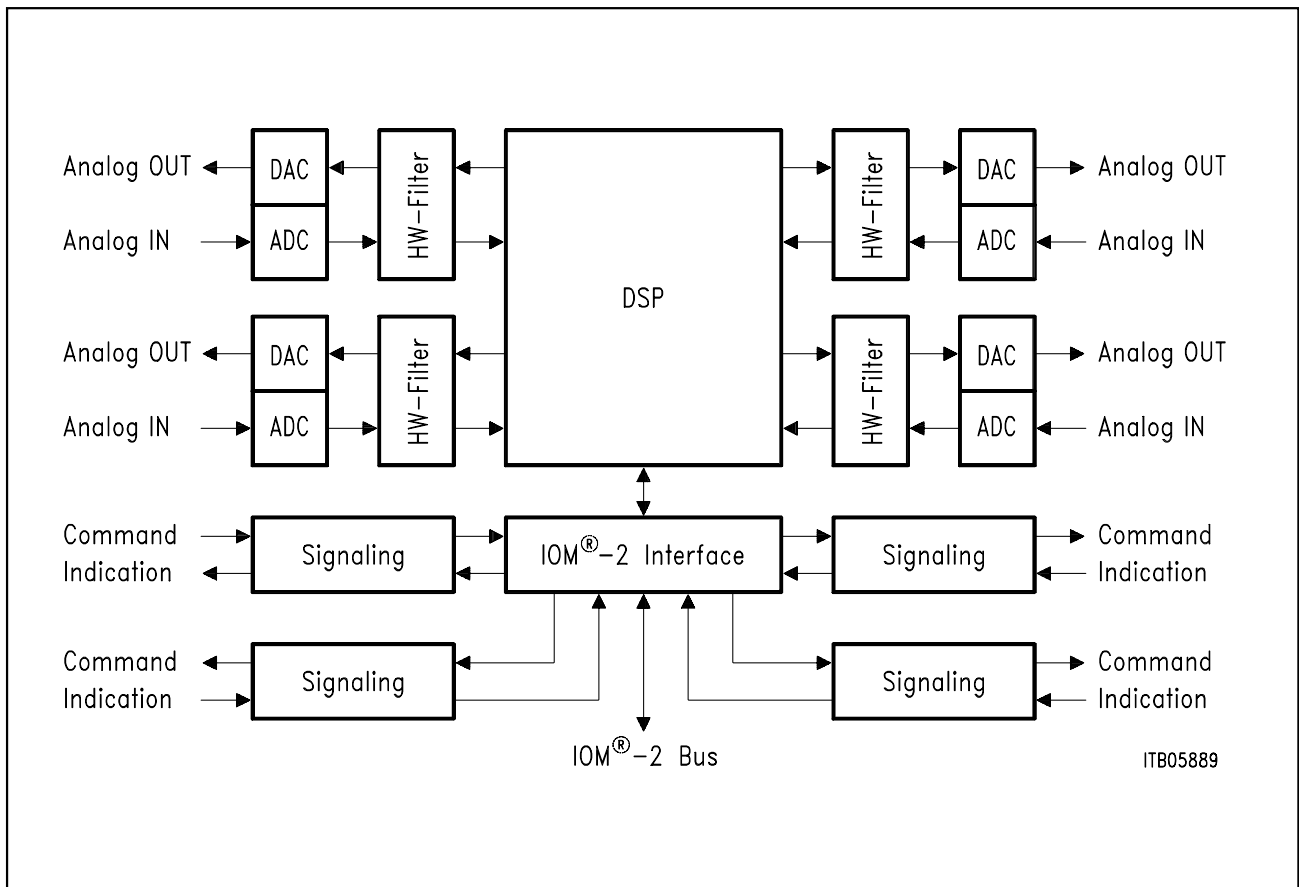 Analog OUT
DAC
HW-Filter
DSP
HW-Filter
DAC
Analog OUT
Analog IN
ADC
ADC
Analog IN
Analog OUT
DAC
HW-Filter
HW-Filter
DAC
Analog OUT
Analog IN
ADC
ADC
Analog IN
Command
Indication
Signaling
IOM®-2 Interface
Signaling
Command
Indication
Command
Indication
Signaling
Signaling
Command
Indication
IOM®-2 Bus
ITB05889